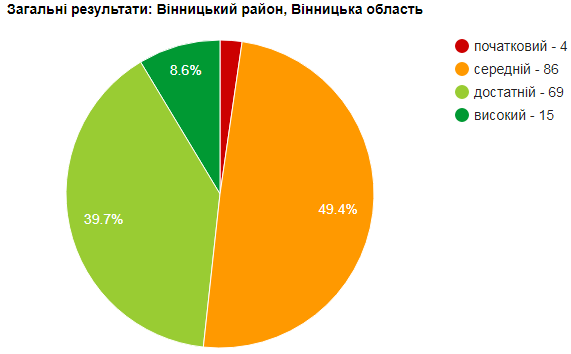 Загальні результати: Вінницький район, Вінницька область
початковий - 4
середній - 86
достатній - 69
високий - 15
8.6%
49.4%
39.7%